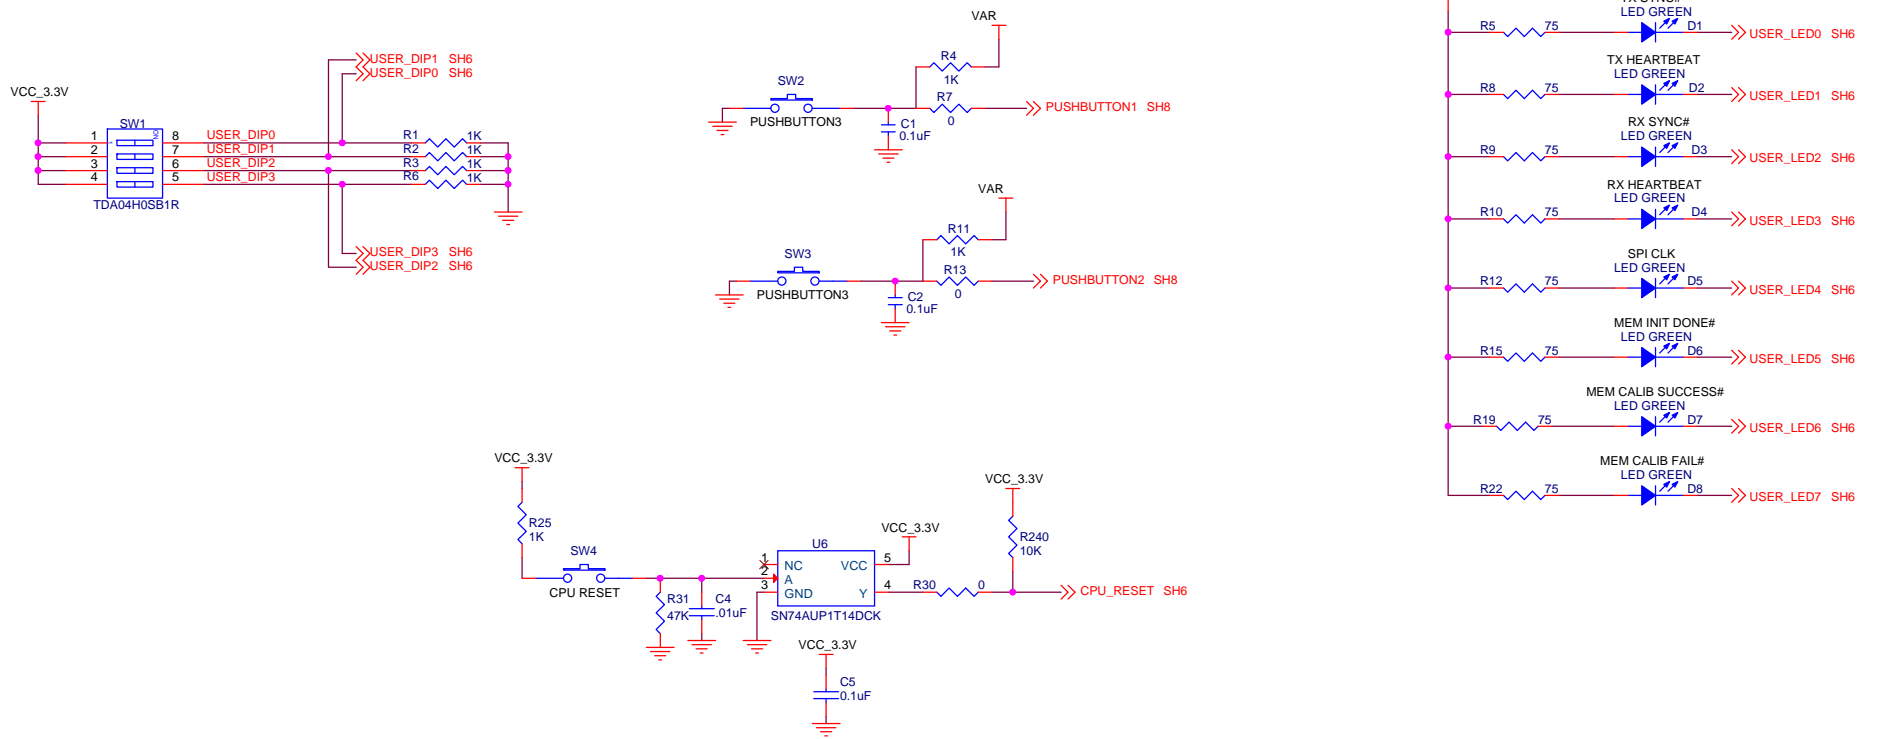 VCC_3.3V
SW1
ON
1
2
3
4
8
7
6
5
TDA04H0SB1R
USER_DIP1 SH6
USER_DIP0 SH6
USER_DIP0
USER_DIP1
USER_DIP2
USER_DIP3
R1 1K
R2 1K
R3 1K
R6 1K
USER_DIP3 SH6
USER_DIP2 SH6
VAR
R4
1K
SW2
PUSHBUTTON3
R7
0
C1
0.1uF
PUSHBUTTON1 SH8
VAR
R11
1K
SW3
PUSHBUTTON3
R13
0
C2
0.1uF
PUSHBUTTON2 SH8
VCC_3.3V
R25
1K
SW4
CPU RESET
R31
47K
C4
.01uF
U6
1
2
3
NC
A
GND
VCC
Y
5
4
SN74AUP1T14DCK
VCC_3.3V
R30 0
VCC_3.3V
R240
10K
CPU_RESET SH6
VCC_3.3V
C5
0.1uF
LED GREEN
R5 75 D1 USER_LED0 SH6
TX HEARTBEAT
LED GREEN
R8 75 D2 USER_LED1 SH6
RX SYNC#
LED GREEN
R9 75 D3 USER_LED2 SH6
RX HEARTBEAT
LED GREEN
R10 75 D4 USER_LED3 SH6
SPI CLK
LED GREEN
R12 75 D5 USER_LED4 SH6
MEM INIT DONE#
LED GREEN
R15 75 D6 USER_LED5 SH6
MEM CALIB SUCCESS#
LED GREEN
R19 75 D7 USER_LED6 SH6
MEM CALIB FAIL#
LED GREEN
R22 75 D8 USER_LED7 SH6